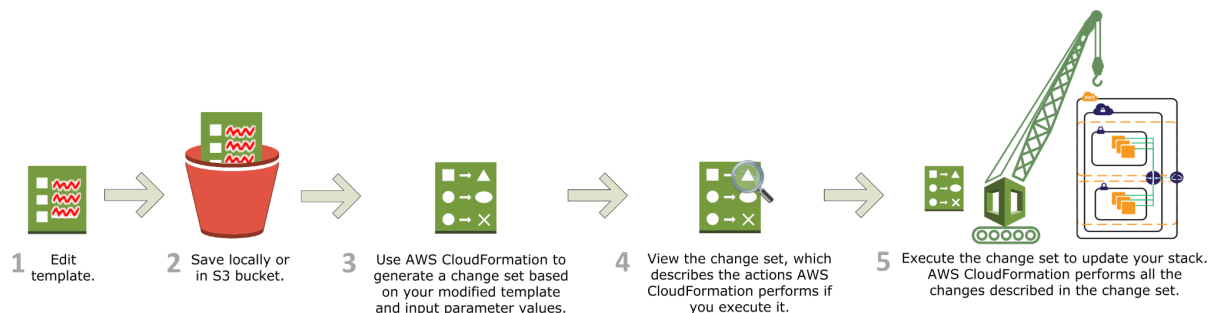 1 Edit
template.
2 Save locally or
in S3 bucket.
3 Use AWS CloudFormation to
generate a change set based
on your modified template
and input parameter values.
4 View the change set, which
describes the actions AWS
CloudFormation performs if
you execute it.
AWS
5 Execute the change set to update your stack.
AWS CloudFormation performs all the
changes described in the change set.